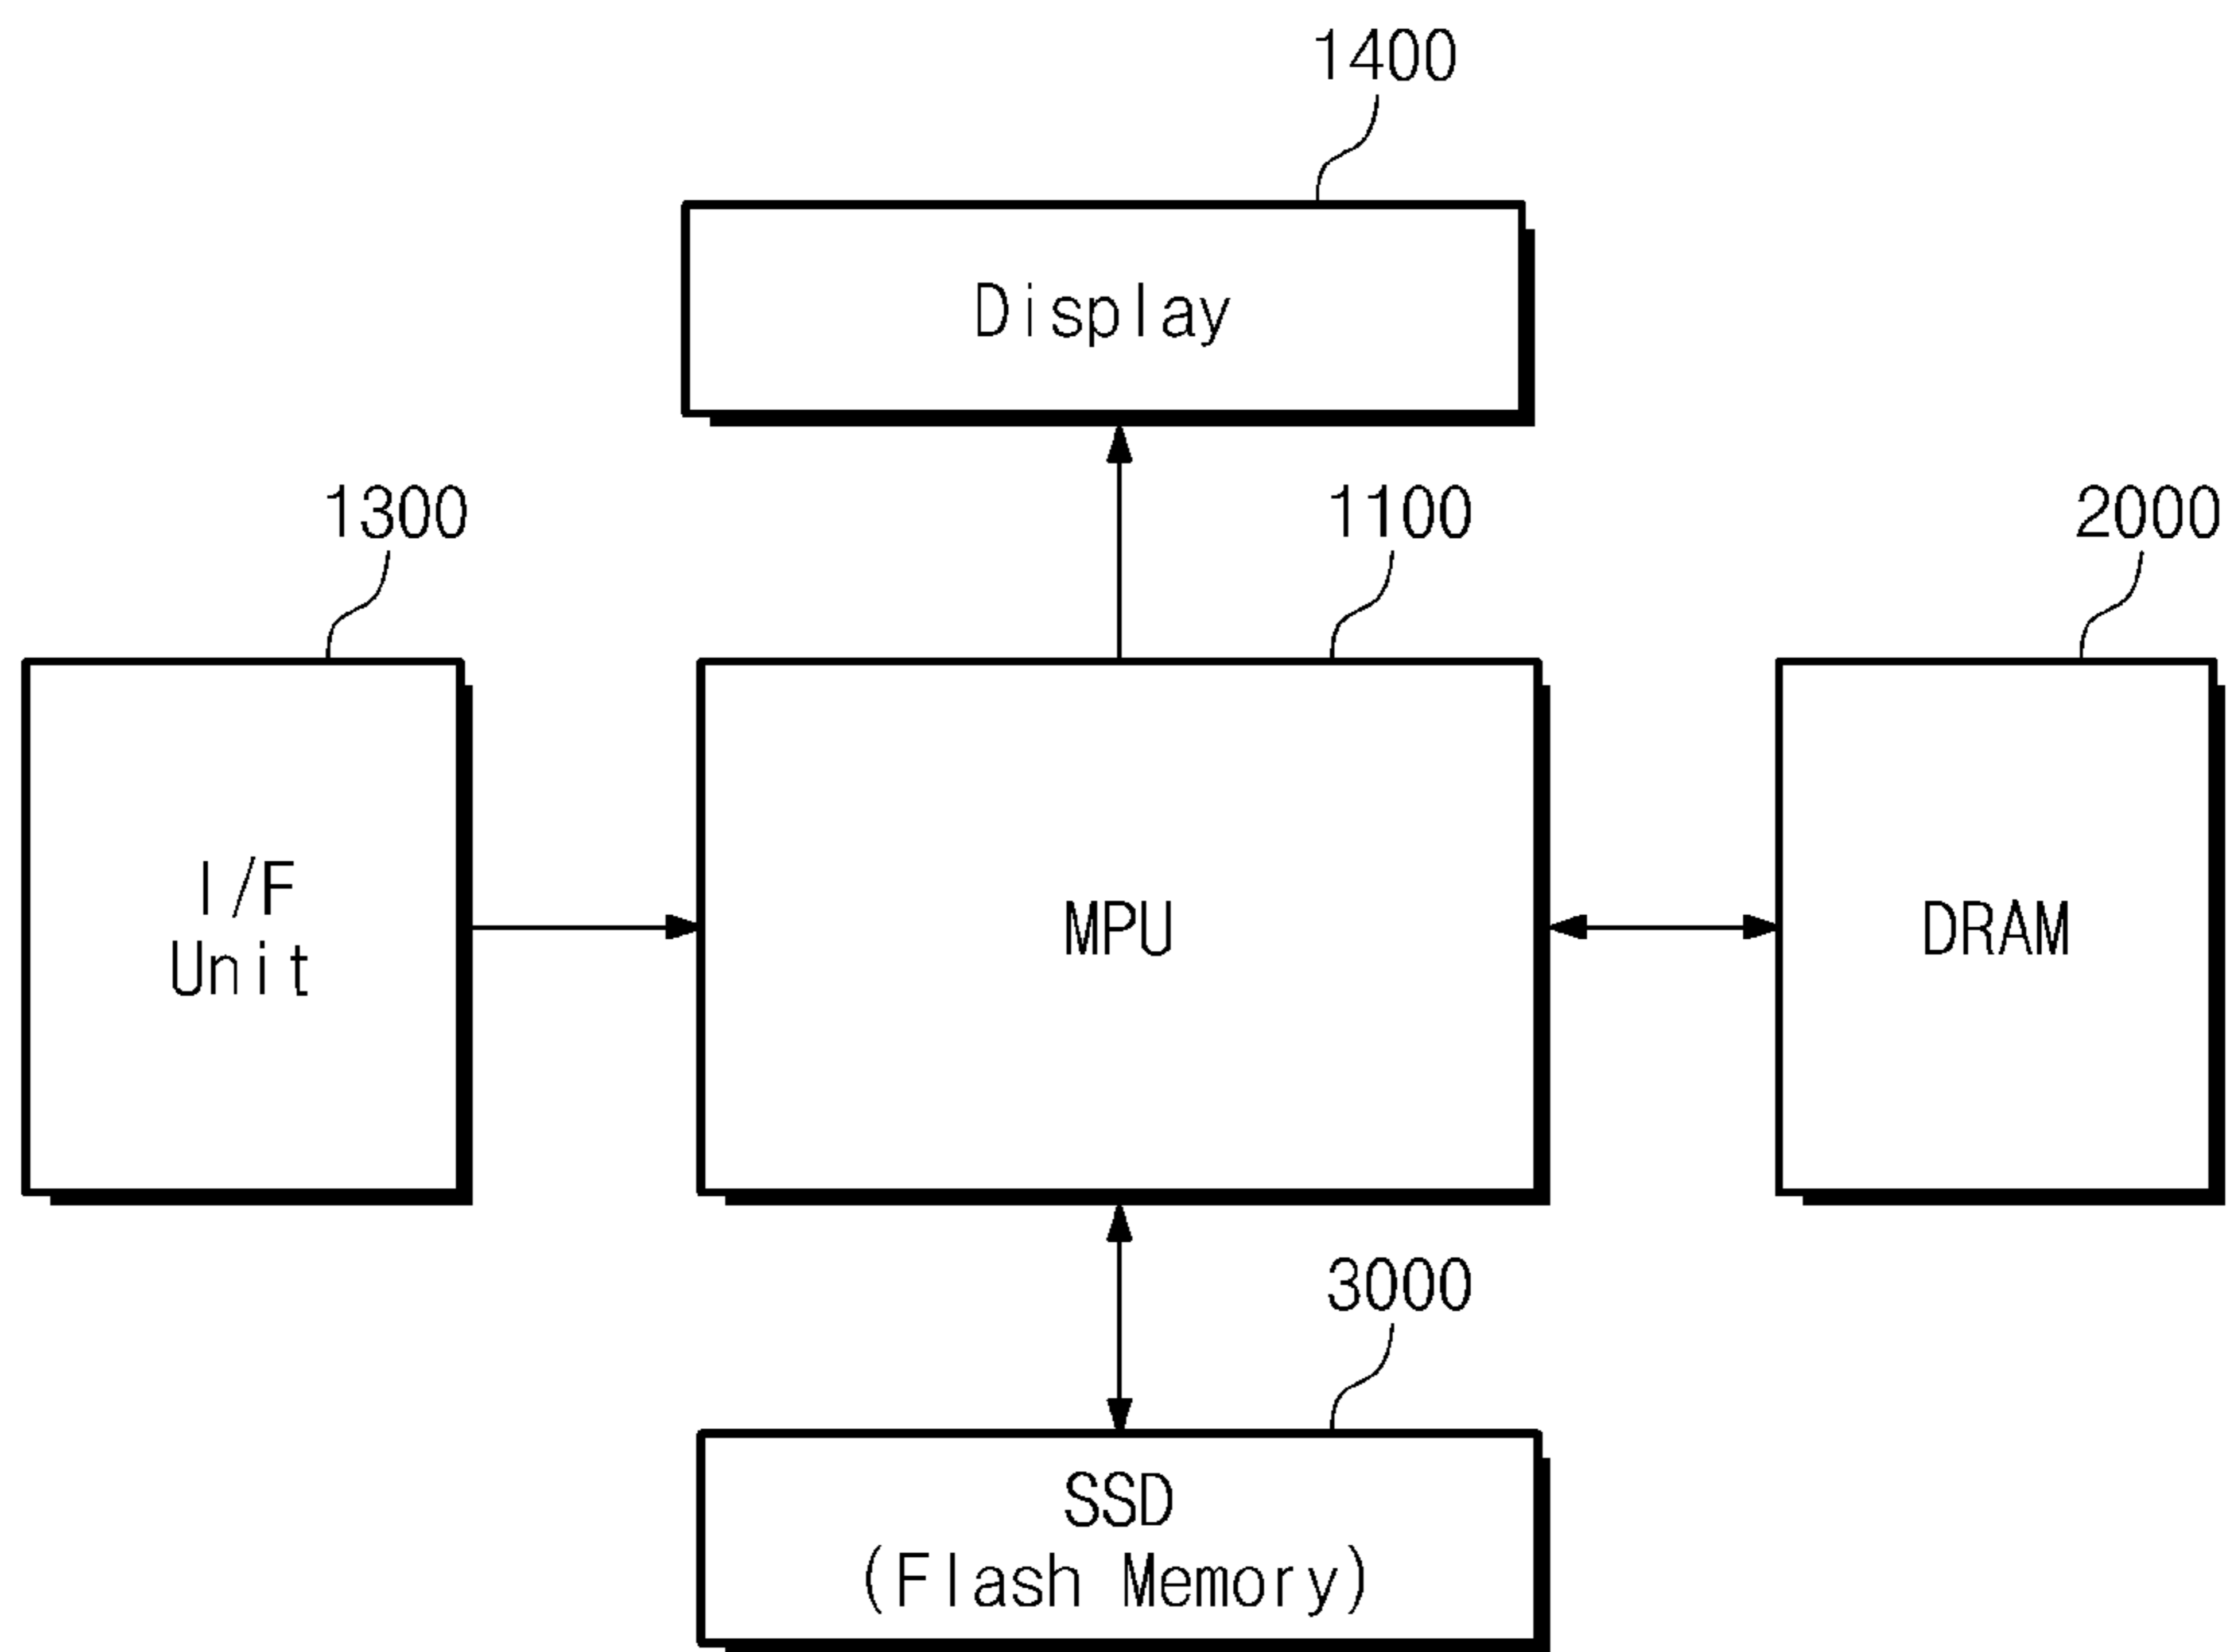 1400
Display
1300
1100
2000
I/F
Unit
MPU
DRAM
3000
SSD
(Flash Memory)